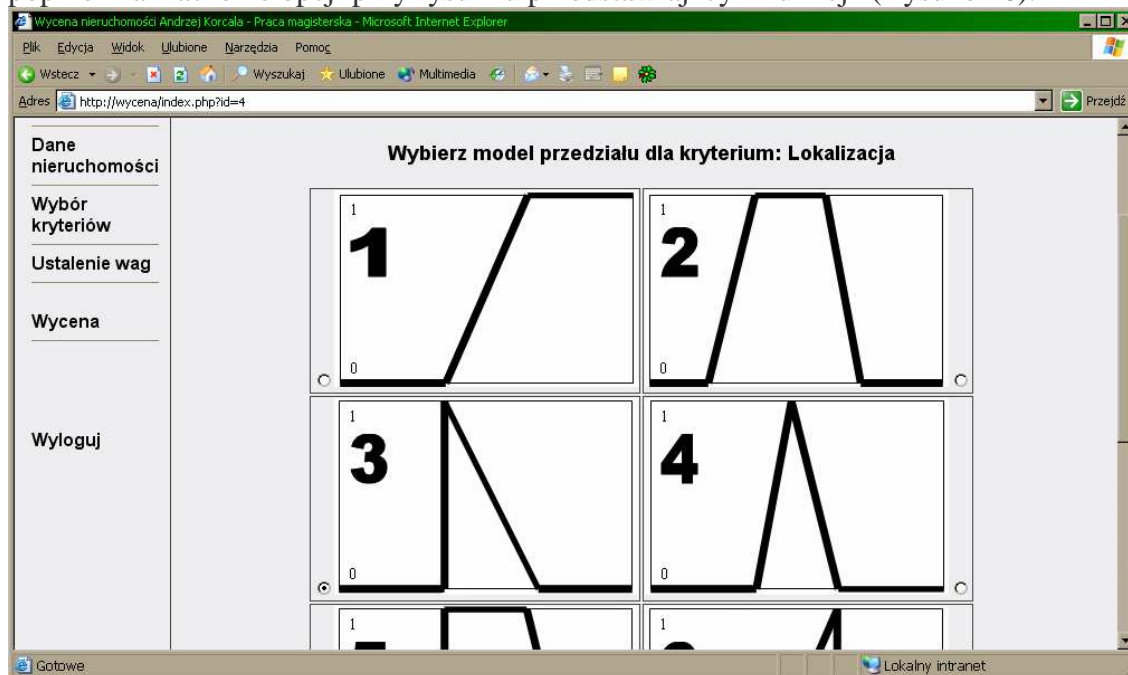 Wycena nieruchomości Andrzej Korcala - Praca magisterska - Microsoft Internet Explorer
Plik Edycja Widok Ulubione Narzędzia Pomoc
Wstecz Wyszukaj Ulubione Multimedia
Adres http://wycena/index.php?id=4 Przejdź
Dane
nieruchomości
Wybór
kryteriów
Ustalenie wag
Wycena
Wyloguj
Wybierz model przedziału dla kryterium: Lokalizacja
1
1
0
1
2
0
1
3
0
1
4
0
1
1
Gotowe Lokalny intranet